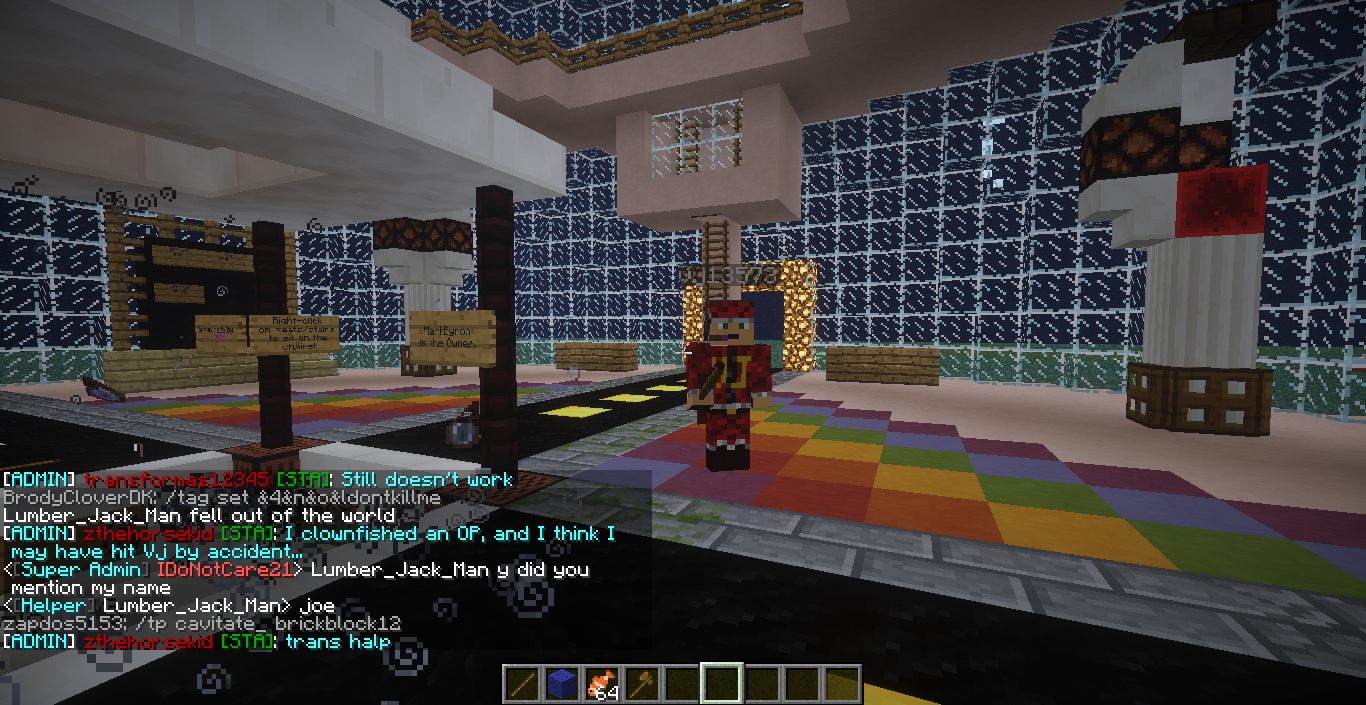 Right-click
on seats/stairs
to sit on the
chairs!
MarkByron
is the Owner.
[ADMIN] transformas12345 [STA]: Still doesn't work
BrodyCloverDK: /tag set &4&n&o&ldontkillme
Lumber_Jack_Man fell out of the world
[ADMIN] zthehorsekid [STA]: I clownfished an OP, and I think I
may have hit Vj by accident...
<[Super Admin] IDoNotCare21> Lumber_Jack_Man y did you
mention my name
<[Helper] Lumber_Jack_Man> joe
zapdos5153: /tp cavitate_ brickblock12
[ADMIN] zthehorsekid [STA]: trans halp
64